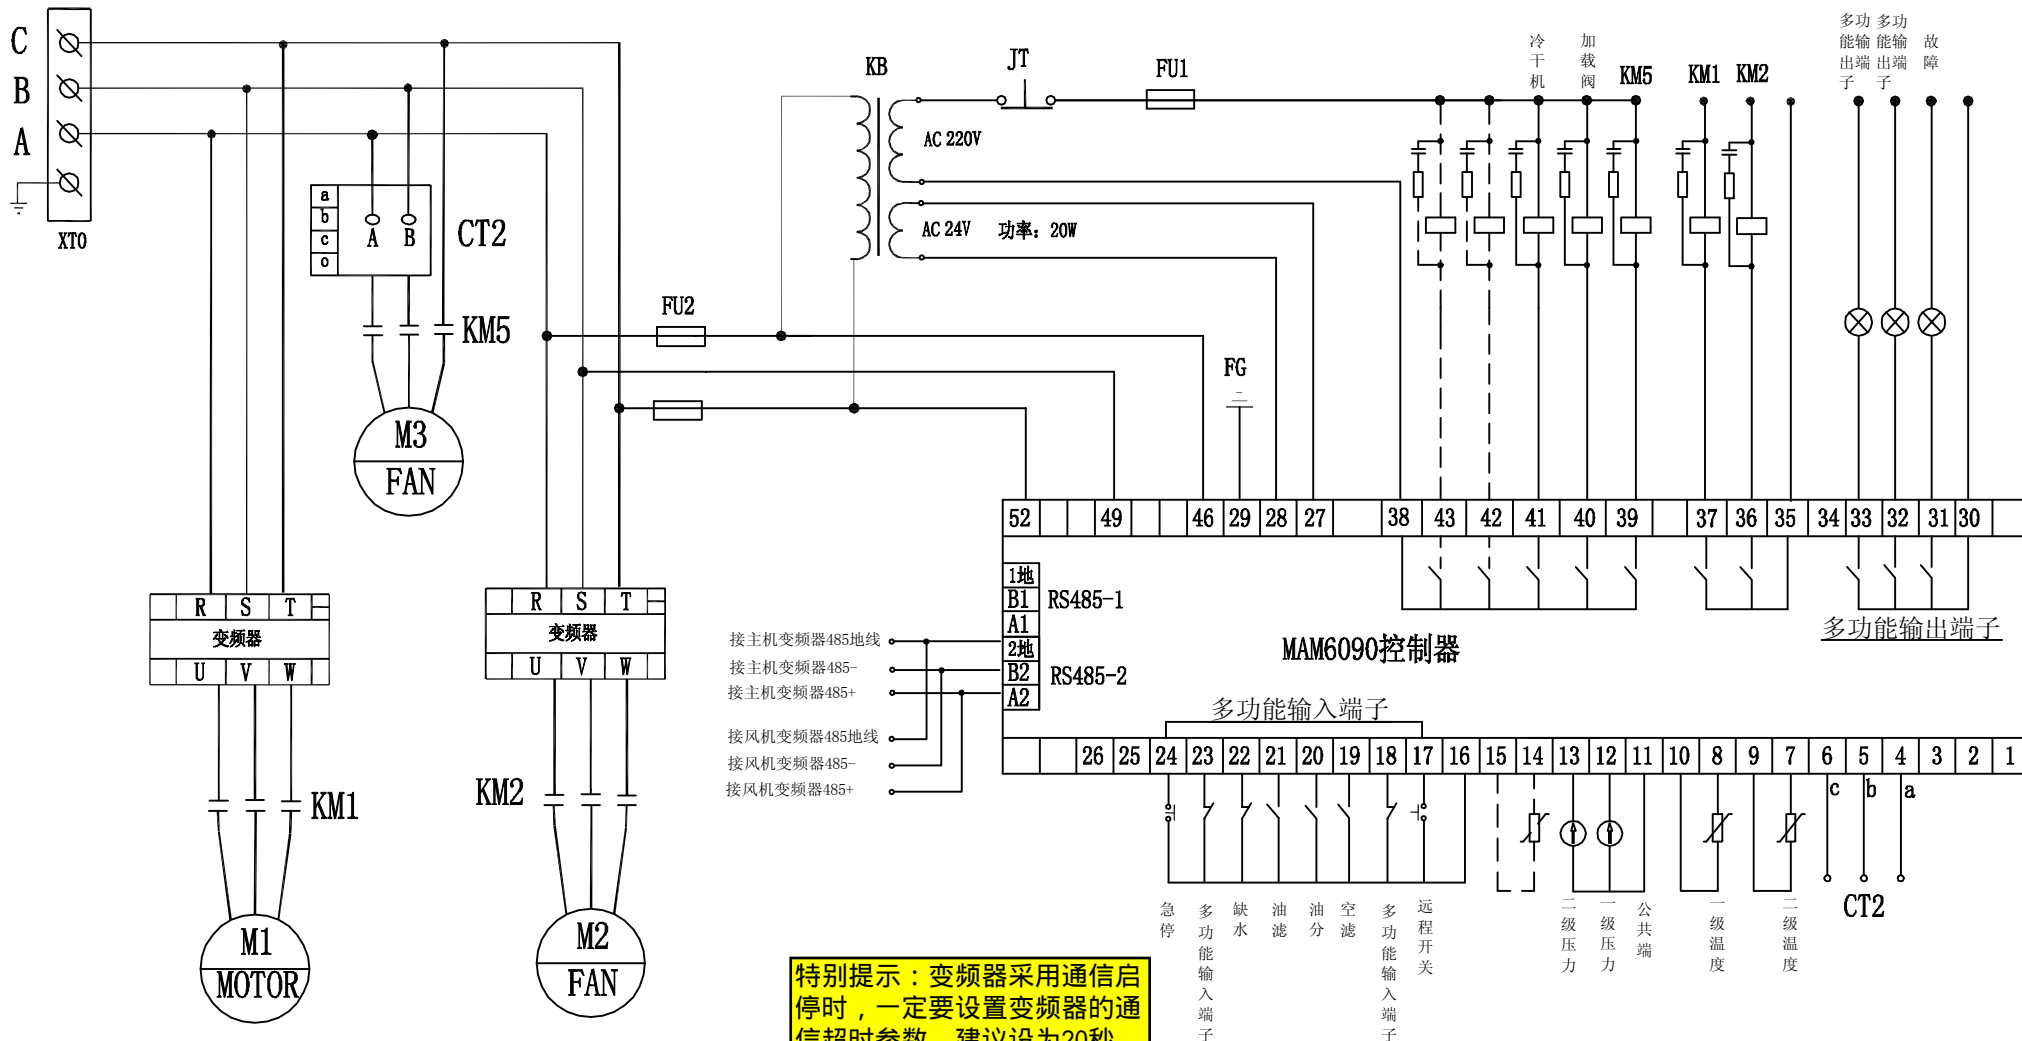 C
B
A
XT0
a
b
c
o
A
B
CT2
KM5
M3
FAN
R
S
T
变频器
U
V
W
KM1
M1
MOTOR
R
S
T
变频器
U
V
W
KM2
M2
FAN
FU2
KB
JT
FU1
AC 220V
AC 24V
功率：20W
FG
冷干机
加载阀
KM5
KM1
KM2
多功能输出端子
多功能输出端子
故障
52
49
46
29
28
27
38
43
42
41
40
39
37
36
35
34
33
32
31
30
1地
B1
A1
2地
B2
A2
RS485-1
RS485-2
接主机变频器485地线
接主机变频器485-
接主机变频器485+
接风机变频器485地线
接风机变频器485-
接风机变频器485+
MAM6090控制器
多功能输出端子
多功能输入端子
26
25
24
23
22
21
20
19
18
17
16
15
14
13
12
11
10
8
9
7
6
5
4
3
2
1
c
b
a
CT2
急停
多功能输入端子
缺水
油滤
油分
空滤
多功能输入端子
远程开关
二级压力
一级压力
公共端
一级温度
二级温度
特别提示：变频器采用通信启
停时，一定要设置变频器的通
信超时参数，建议设为20秒